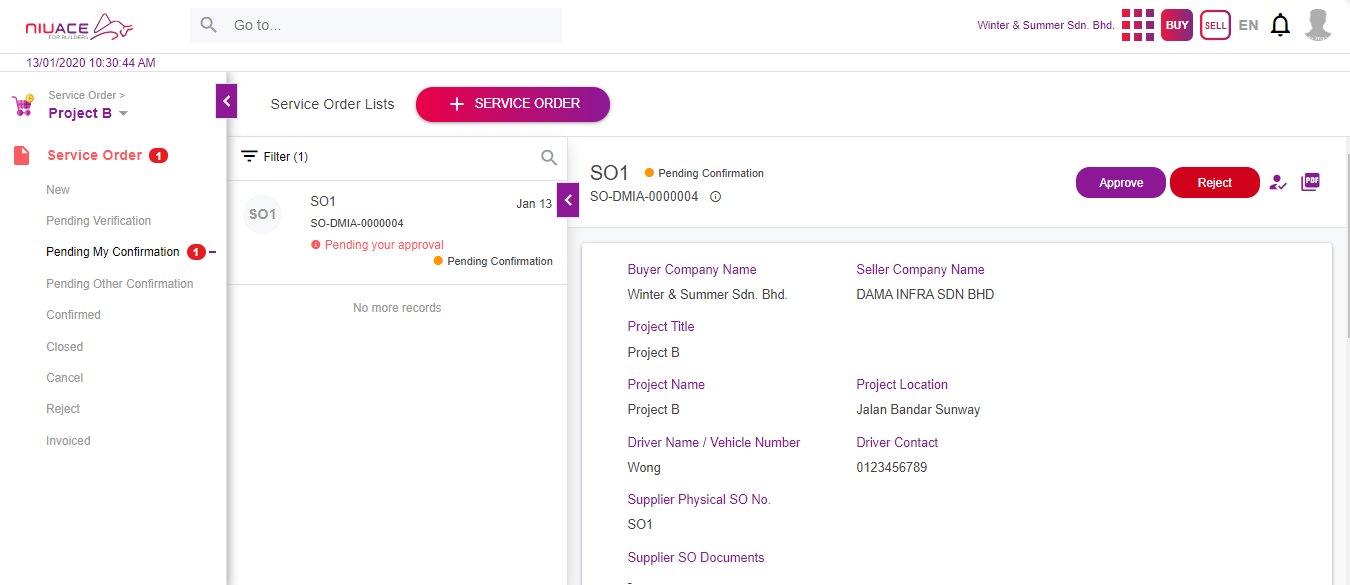 NIUACE
FOR BUILDERS
Go to...
Winter & Summer Sdn. Bhd.
BUY
SELL
EN
13/01/2020 10:30:44 AM
Service Order >
Project B
Service Order 1
New
Pending Verification
Pending My Confirmation 1
Pending Other Confirmation
Confirmed
Closed
Cancel
Reject
Invoiced
Service Order Lists
+ SERVICE ORDER
Filter (1)
SO1
SO1
Jan 13
SO-DMIA-0000004
Pending your approval
Pending Confirmation
No more records
SO1 Pending Confirmation
SO-DMIA-0000004
Approve
Reject
PDF
Buyer Company Name Seller Company Name
Winter & Summer Sdn. Bhd. DAMA INFRA SDN BHD
Project Title
Project B
Project Name Project Location
Project B Jalan Bandar Sunway
Driver Name / Vehicle Number Driver Contact
Wong 0123456789
Supplier Physical SO No.
SO1
Supplier SO Documents